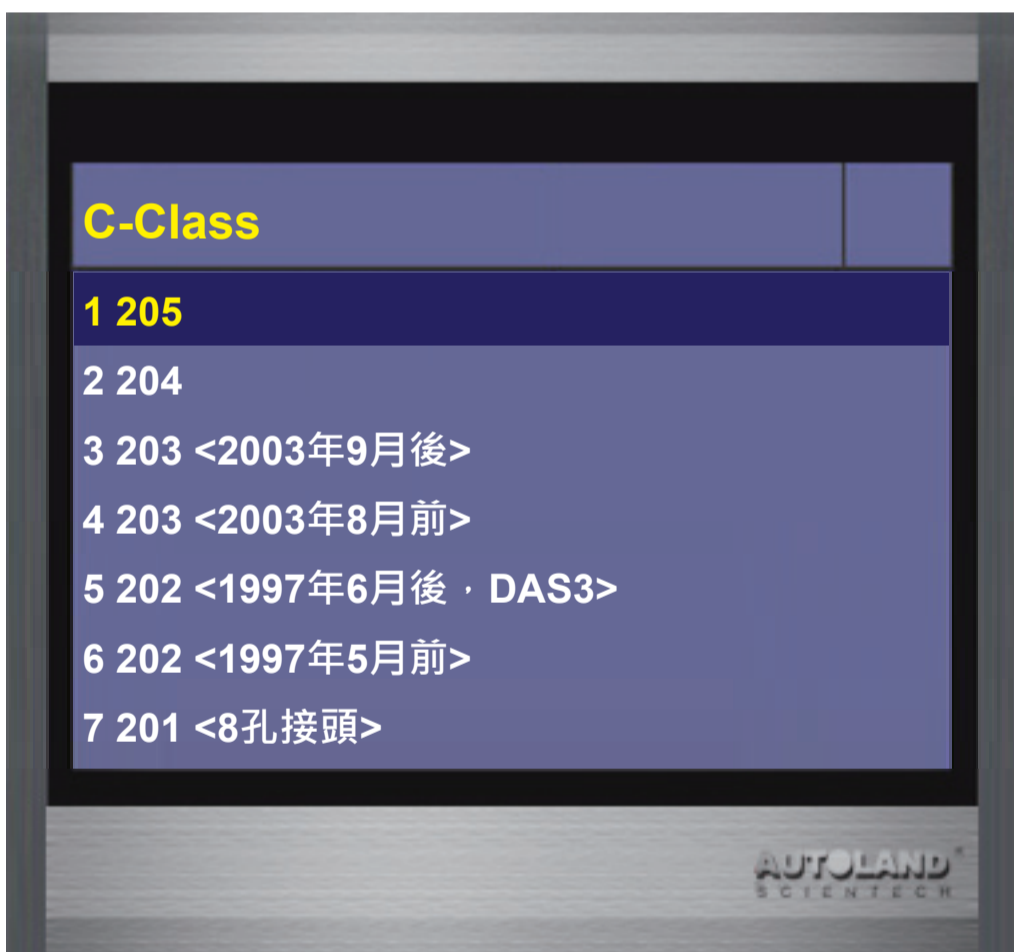 C-Class
1 205
2 204
3 203 <2003年9月後>
4 203 <2003年8月前>
5 202 <1997年6月後，DAS3>
6 202 <1997年5月前>
7 201 <8孔接頭>
AUTOLAND
SCIENTECH